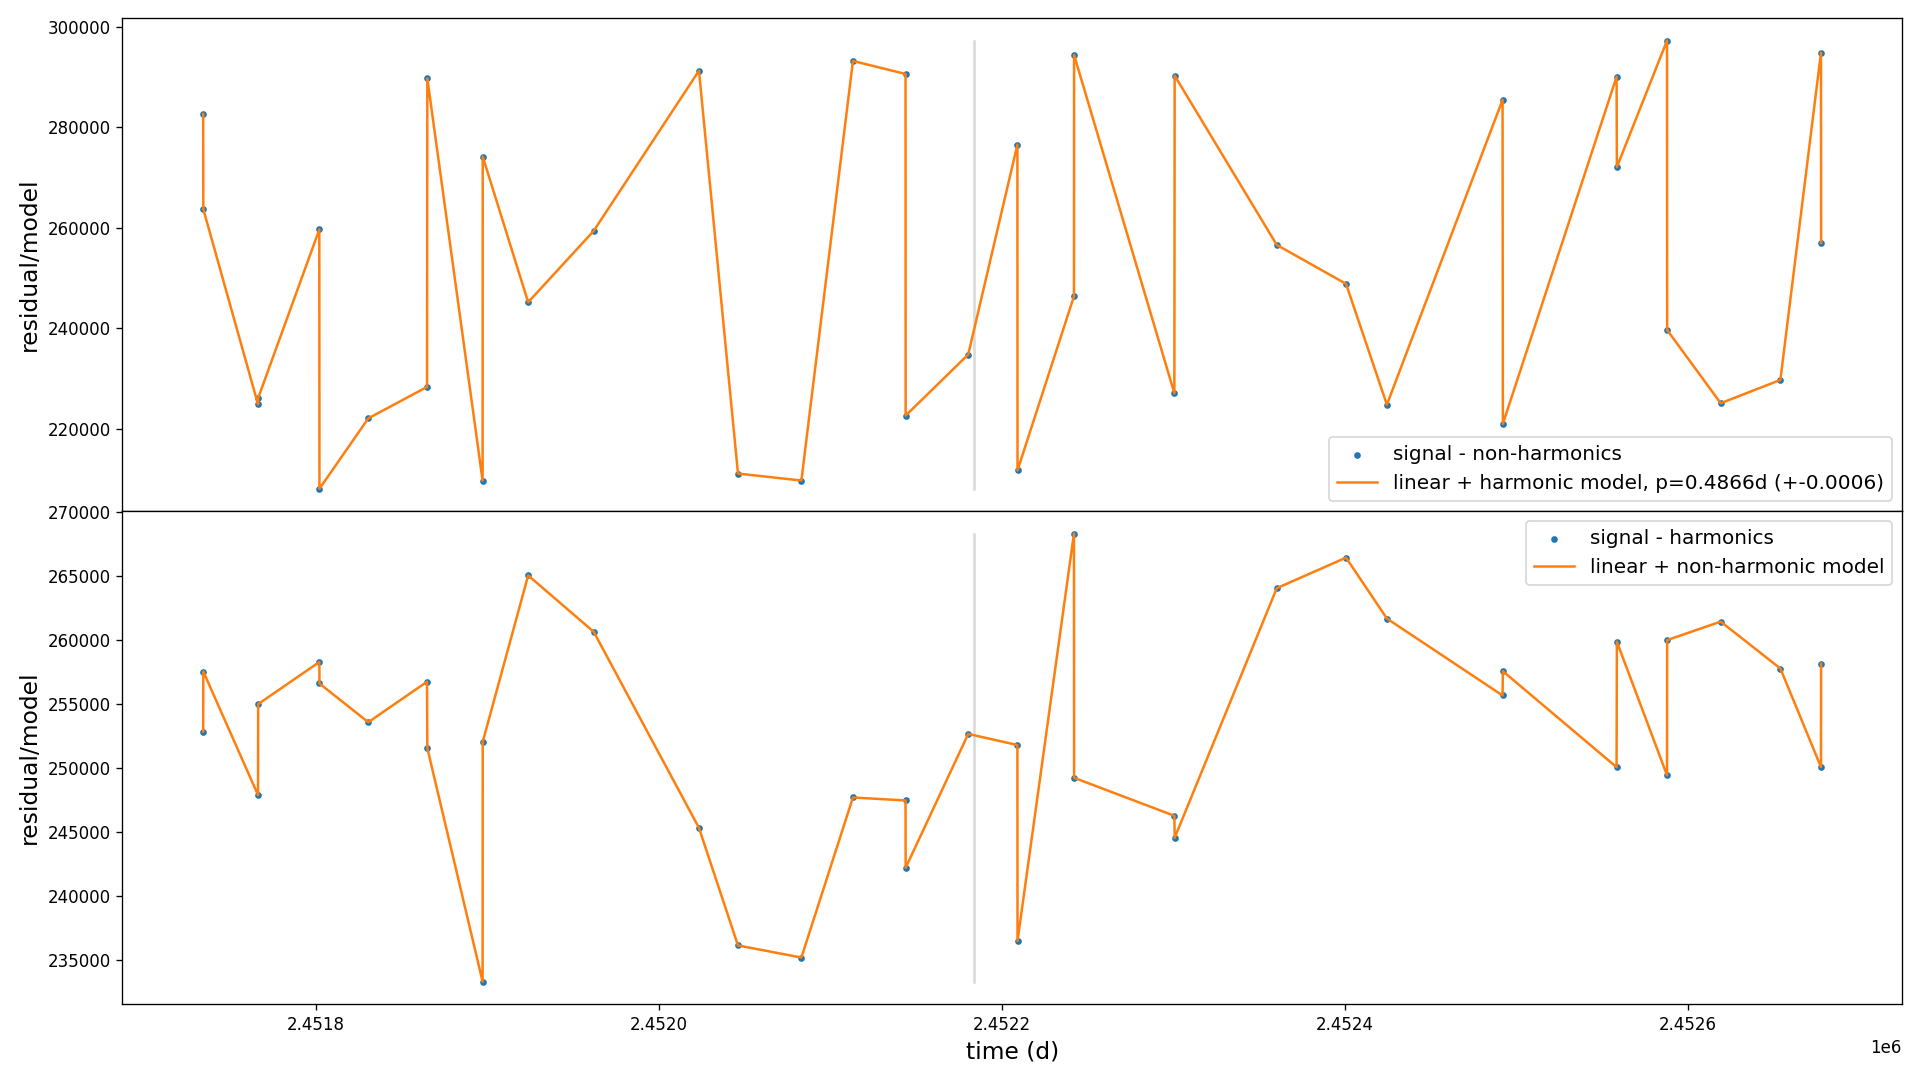 300000
280000
260000
240000
220000
residual/model
signal - non-harmonics
linear + harmonic model, p=0.4866d (+-0.0006)
270000
265000
260000
255000
250000
245000
240000
235000
residual/model
signal - harmonics
linear + non-harmonic model
2.4518 2.4520 2.4522 2.4524 2.4526
time (d)
1e6